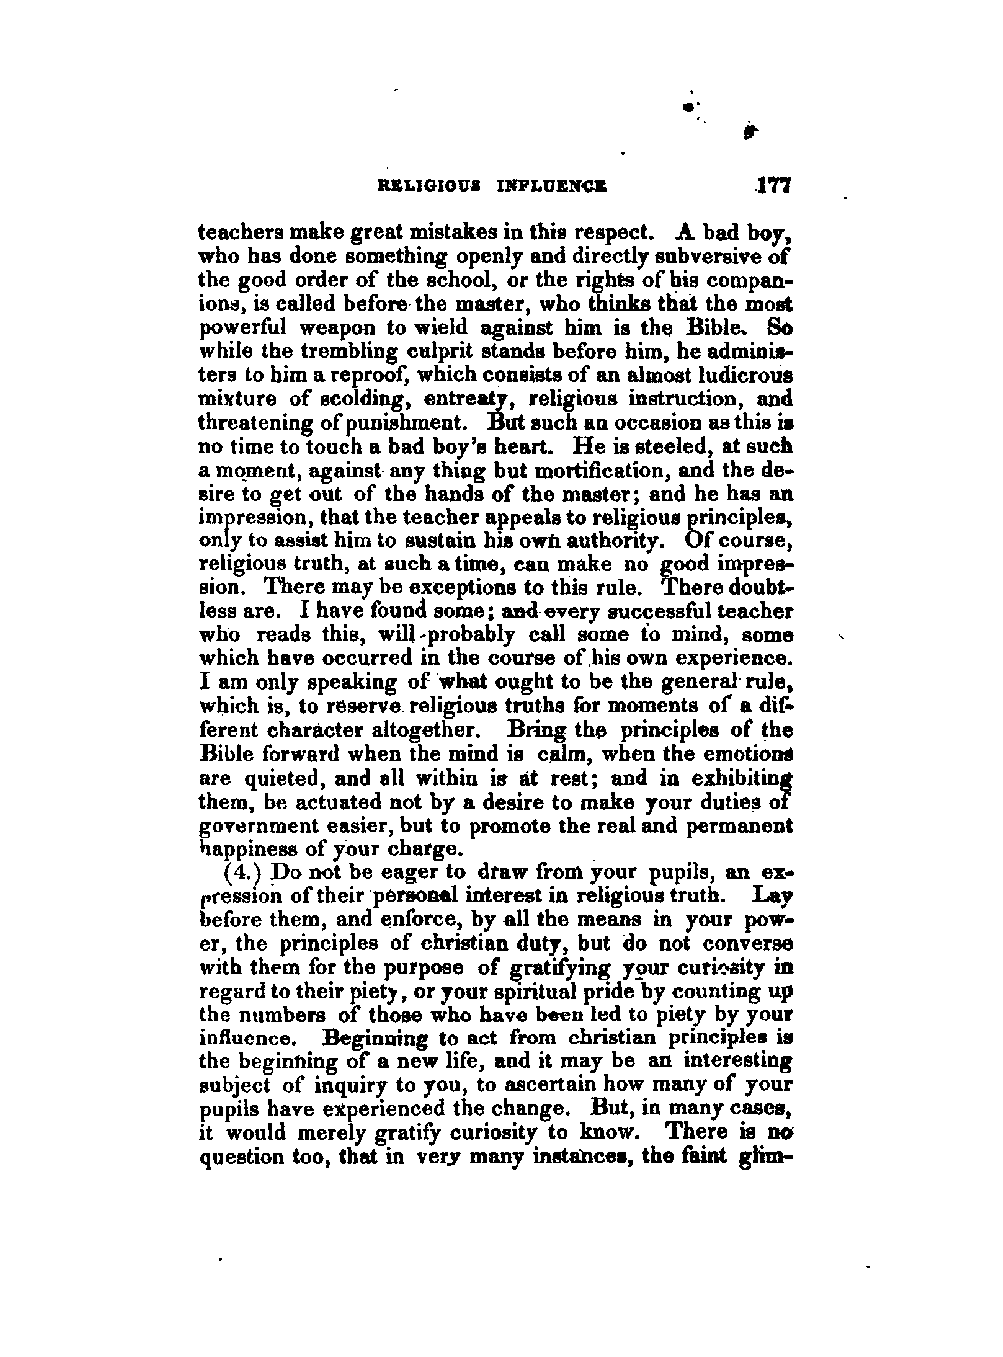 RELIGIOUS INFLUENCE 177
teachers make great mistakes in this respect. A bad boy,
who has done something openly and directly subversive of
the good order of the school, or the rights of his compan-
ions, is called before the master, who thinks that the most
powerful weapon to wield against him is the Bible. So
while the trembling culprit stands before him, he adminis-
ters to him a reproof, which consists of an almost ludicrous
mixture of scolding, entreaty, religious instruction, and
threatening of punishment. But such an occasion as this is
no time to touch a bad boy's heart. He is steeled, at such
a moment, against any thing but mortification, and the de-
sire to get out of the hands of the master; and he has an
impression, that the teacher appeals to religious principles,
only to assist him to sustain his own authority. Of course,
religious truth, at such a time, can make no good impres-
sion. There may be exceptions to this rule. There doubt-
less are. I have found some; and every successful teacher
who reads this, will probably call some to mind, some
which have occurred in the course of his own experience.
I am only speaking of what ought to be the general rule,
which is, to reserve religious truths for moments of a dif-
ferent character altogether. Bring the principles of the
Bible forward when the mind is calm, when the emotions
are quieted, and all within is at rest; and in exhibiting
them, be actuated not by a desire to make your duties of
government easier, but to promote the real and permanent
happiness of your charge.
(4.) Do not be eager to draw from your pupils, an ex-
pression of their personal interest in religious truth. Lay
before them, and enforce, by all the means in your pow-
er, the principles of christian duty, but do not converse
with them for the purpose of gratifying your curiosity in
regard to their piety, or your spiritual pride by counting up
the numbers of those who have been led to piety by your
influence. Beginning to act from christian principles is
the beginning of a new life, and it may be an interesting
subject of inquiry to you, to ascertain how many of your
pupils have experienced the change. But, in many cases,
it would merely gratify curiosity to know. There is no
question too, that in very many instances, the faint glim-